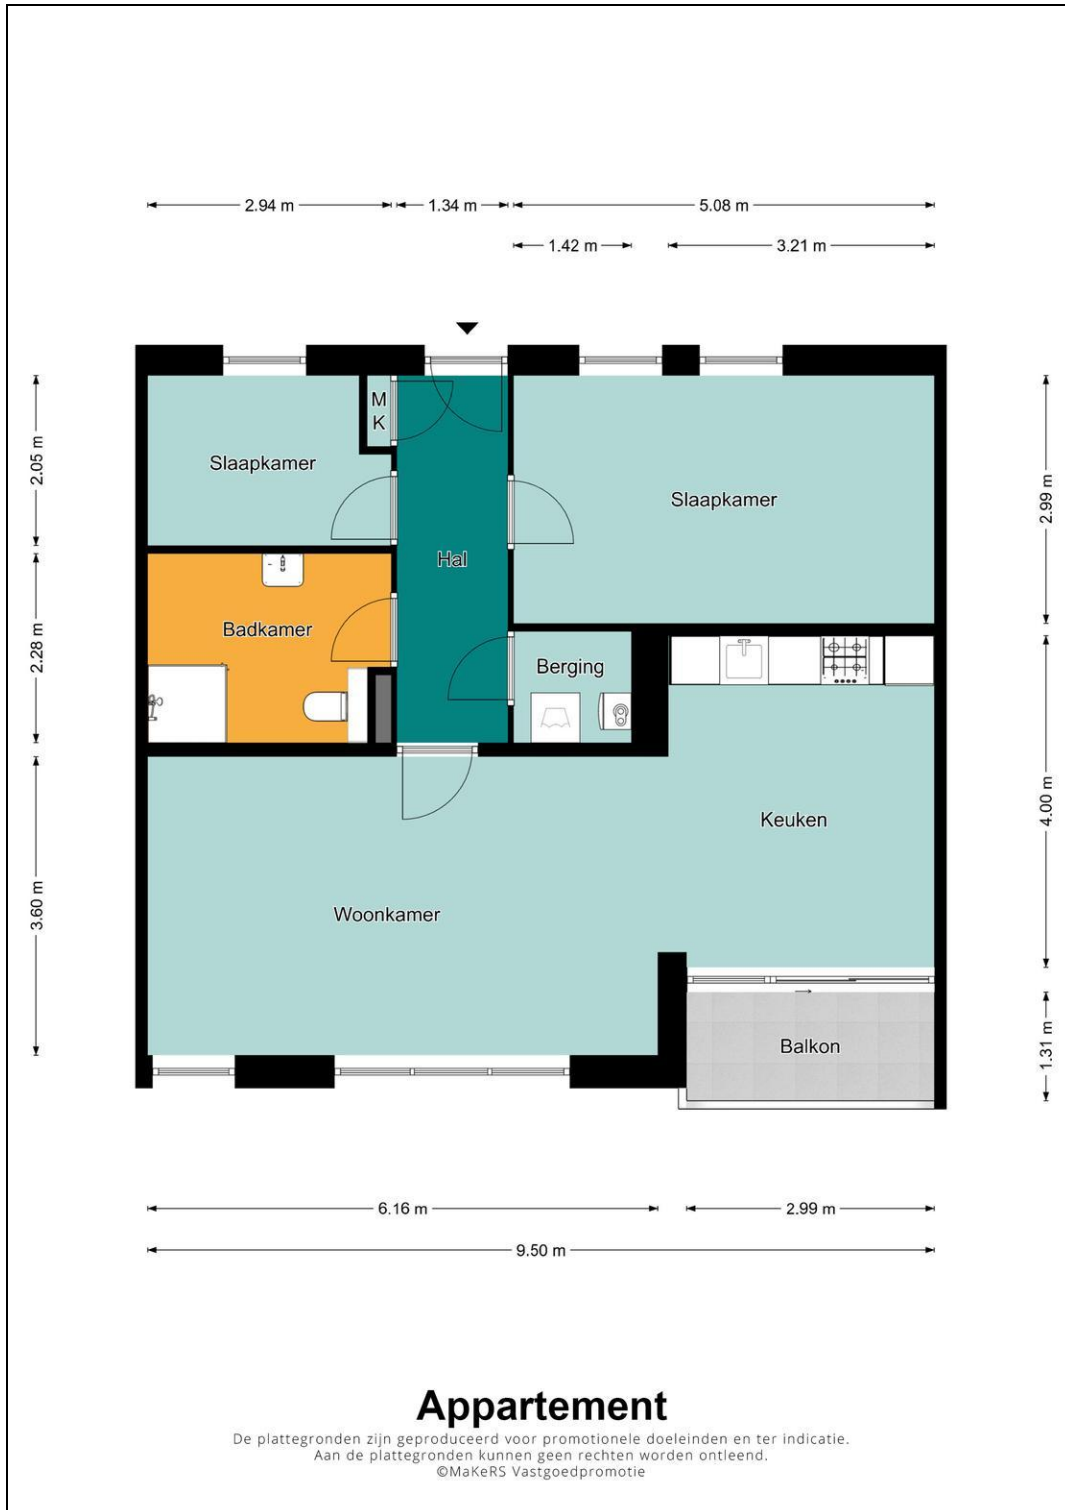 2.94 m
1.34 m
5.08 m
1.42 m
3.21 m
2.05 m
2.28 m
3.60 m
2.99 m
4.00 m
1.31 m
M
K
Slaapkamer
Slaapkamer
Hal
Badkamer
Berging
Keuken
Woonkamer
Balkon
6.16 m
2.99 m
9.50 m
Appartement
De plattegronden zijn geproduceerd voor promotionele doeleinden en ter indicatie.
Aan de plattegronden kunnen geen rechten worden ontleend.
©MaKeRS Vastgoedpromotie